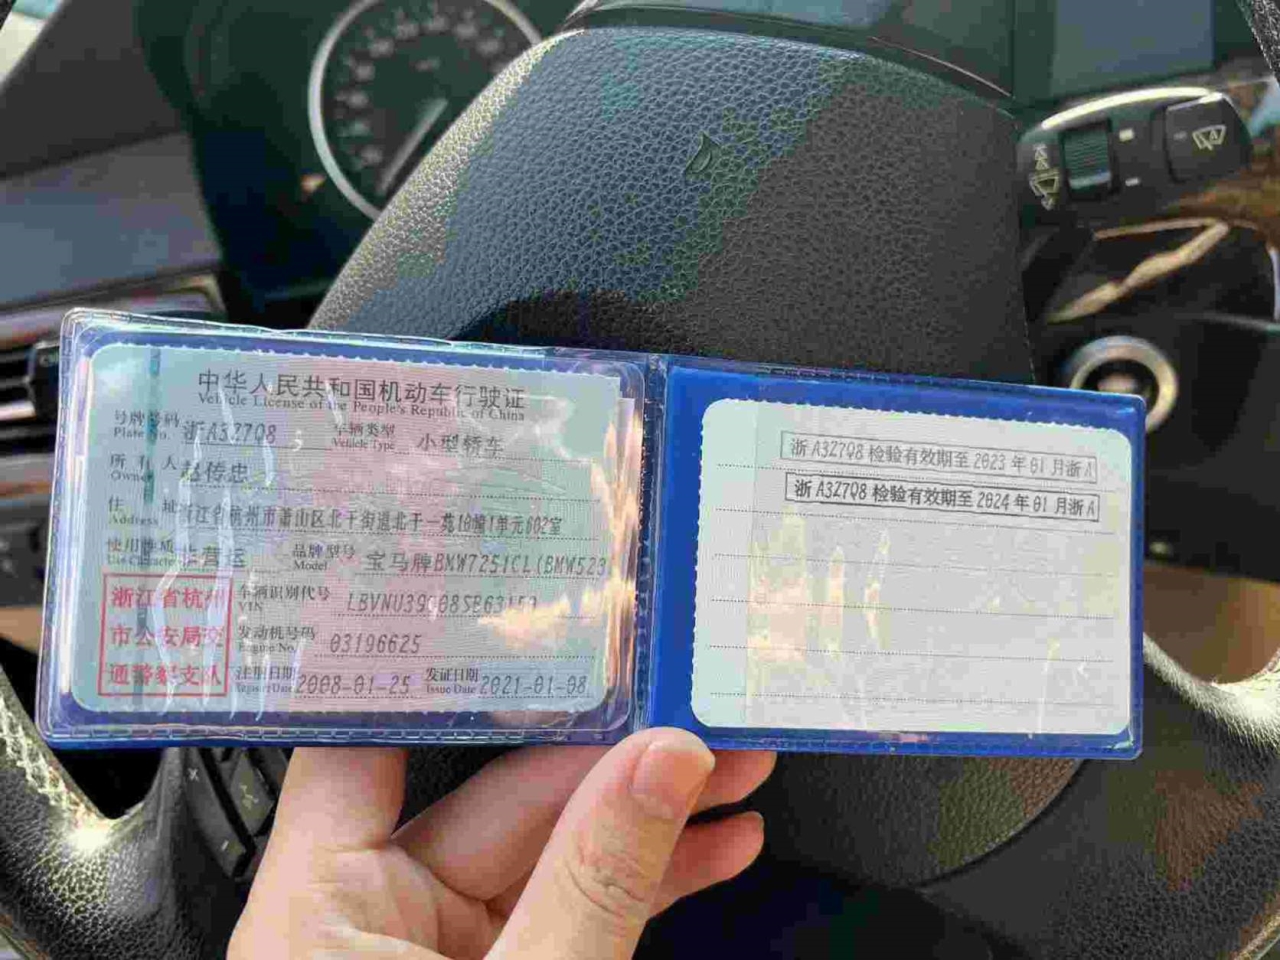 中华人民共和国机动车行驶证
Vehicle License of the People's Republic of China
号牌号码 浙A3Z7Q8 车辆类型 小型轿车
Plate No. Vehicle Type
所有人 赵传忠
Owner
住址 浙江省杭州市萧山区北干街道北干一苑10幢1单元602室
Address
使用性质 非营运 品牌型号 宝马牌BMW7251CL(BMW523
Use Character Model
浙江省杭州
市公安局交
通警察支队
车辆识别代号
VIN
发动机号码 03196625
Engine No.
注册日期 2008-01-25 发证日期 2021-01-08
Register Date Issue Date
浙A3Z7Q8检验有效期至2023年01月浙A
浙A3Z7Q8检验有效期至2024年01月浙A